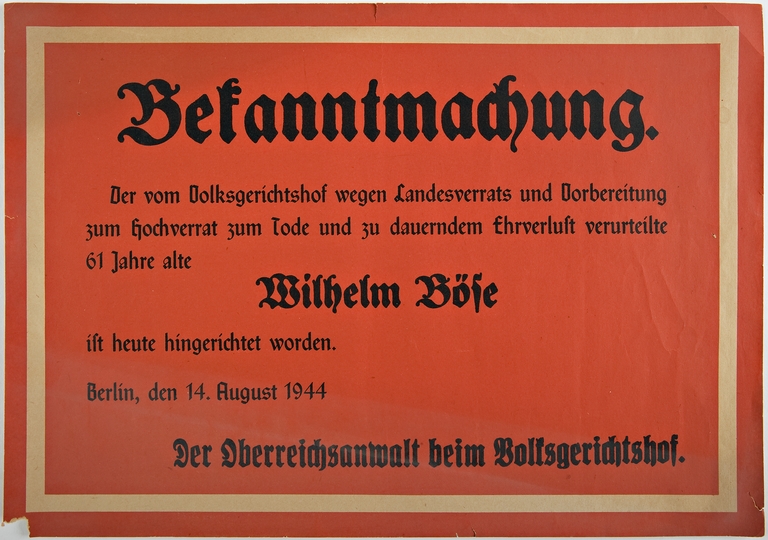 Bekanntmachung.
Der vom Volksgerichtshof wegen Landesverrats und Vorbereitung
zum Hochverrat zum Tode und zu dauerndem Ehrverluſt verurteilte
61 Jahre alte
Wilhelm Böſe
iſt heute hingerichtet worden.
Berlin, den 14. August 1944
Der Oberreichsanwalt beim Volksgerichtshof.